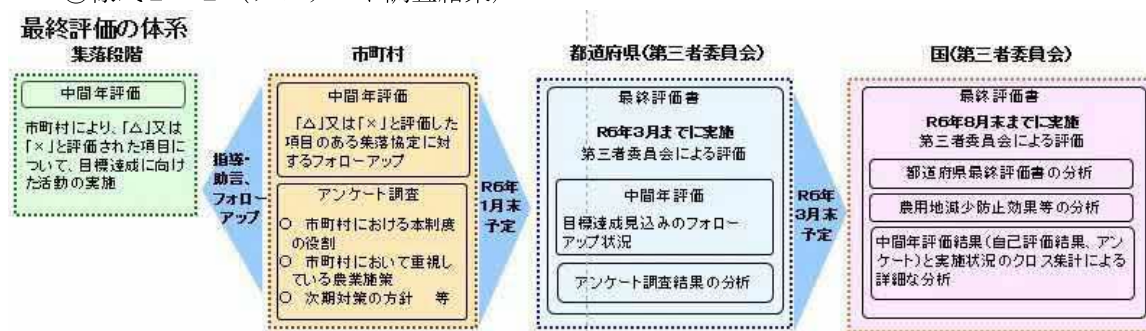 最終評価の体系
集落段階
中間年評価
市町村により、「△」又は
「×」と評価された項目に
ついて、目標達成に向け
た活動の実施
指導・
助言、
フォロー
アップ
市町村
中間年評価
「△」又は「×」と評価した
項目のある集落協定に対
するフォローアップ
アンケート調査
○ 市町村における本制度
の役割
○ 市町村において重視し
ている農業施策
○ 次期対策の方針 等
R6年
1月末
予定
都道府県(第三者委員会)
最終評価書
R6年3月までに実施
第三者委員会による評価
中間年評価
目標達成見込みのフォロー
アップ状況
アンケート調査結果の分析
R6年
3月末
予定
国(第三者委員会)
最終評価書
R6年8月末までに実施
第三者委員会による評価
都道府県最終評価書の分析
農用地減少防止効果等の分析
中間年評価結果(自己評価結果、アン
ケート)と実施状況のクロス集計による
詳細な分析